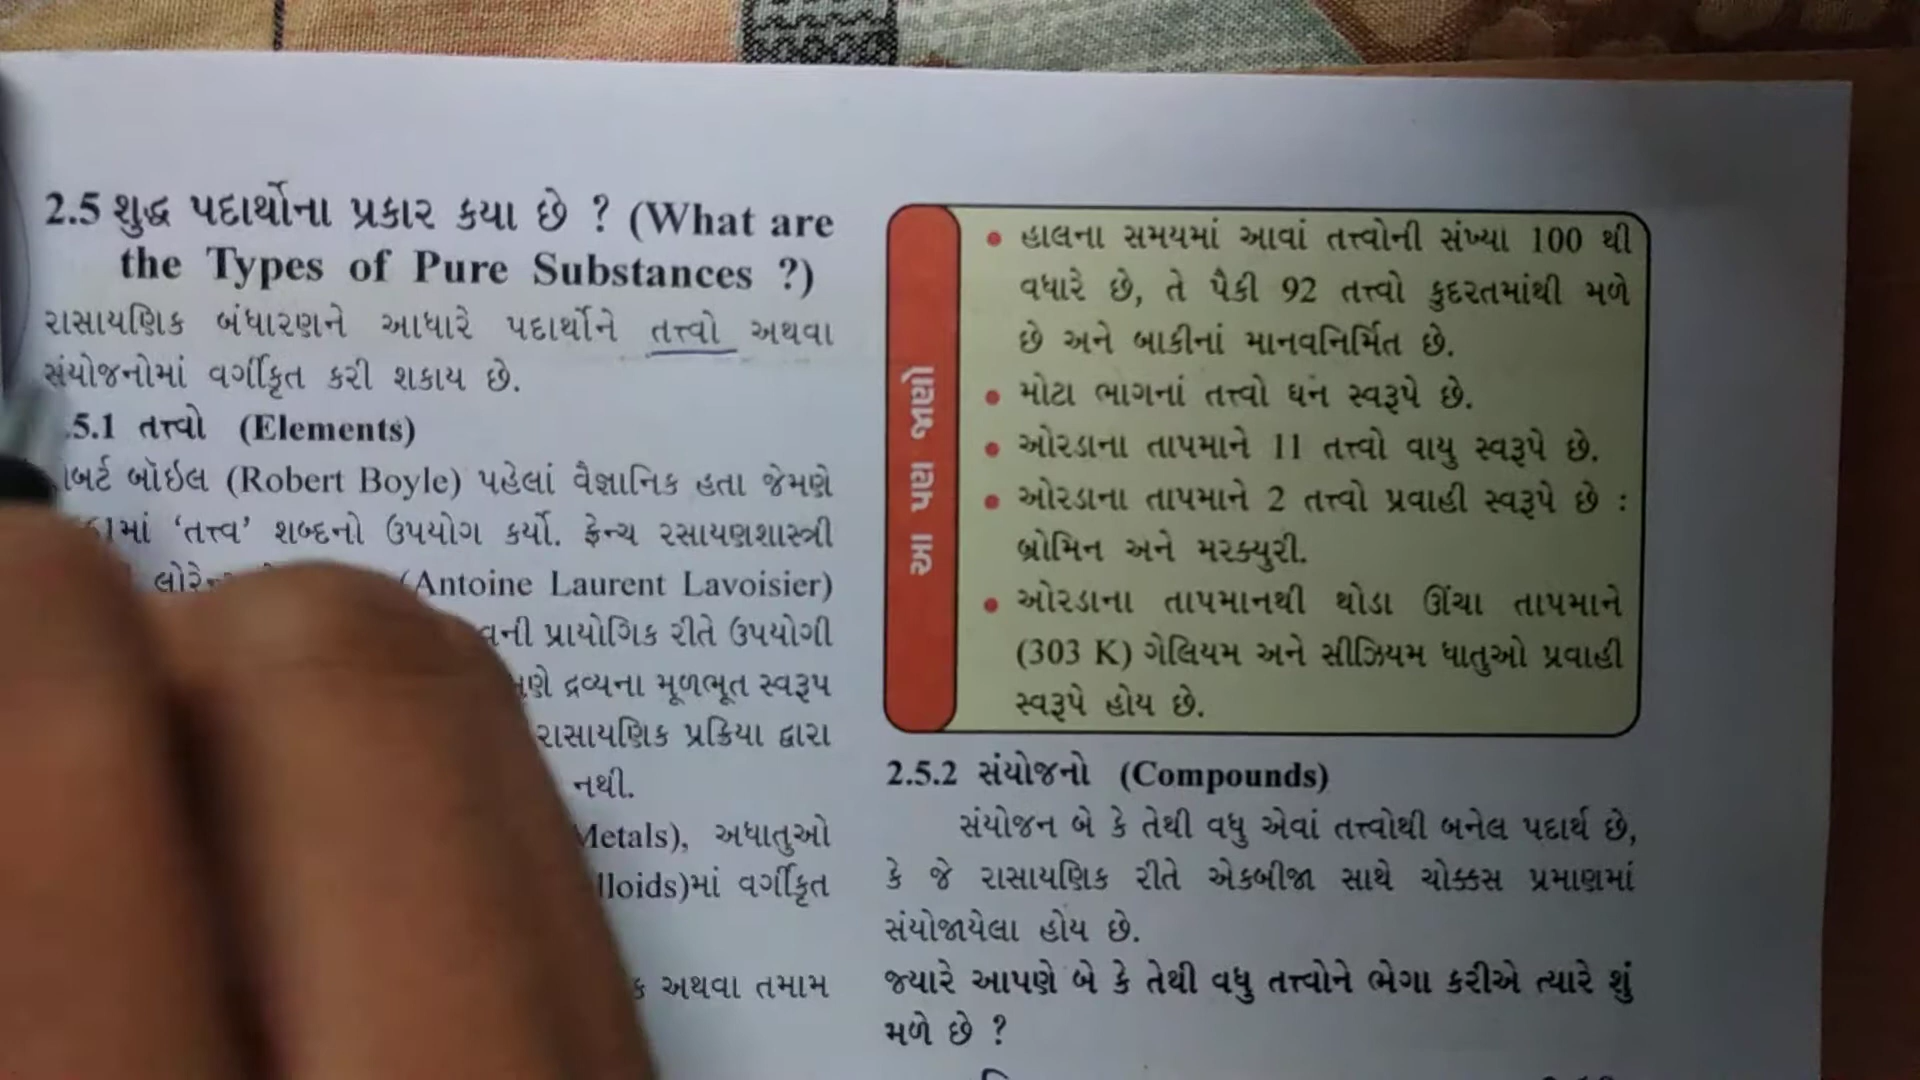 2.5 શુદ્ધ પદાર્થોના પ્રકાર કયા છે ? (What are
the Types of Pure Substances ?)
રાસાયણિક બંધારણને આધારે પદાર્થોને તત્ત્વો અથવા
સંયોજનોમાં વર્ગીકૃત કરી શકાય છે.
.5.1 તત્ત્વો (Elements)
બૉઇલ (Robert Boyle) પહેલાં વૈજ્ઞાનિક હતા જેમણે
'તત્ત્વ' શબ્દનો ઉપયોગ કર્યો. ફ્રેન્ચ રસાયણશાસ્ત્રી
(Antoine Laurent Lavoisier)
પ્રાયોગિક રીતે ઉપયોગી
દ્રવ્યના મૂળભૂત સ્વરૂપ
રાસાયણિક પ્રક્રિયા દ્વારા
નથી.
Metals), અધાતુઓ
lloids)માં વર્ગીકૃત
અથવા તમામ
આ પણ જાણો
• હાલના સમયમાં આવાં તત્ત્વોની સંખ્યા 100 થી
વધારે છે, તે પૈકી 92 તત્ત્વો કુદરતમાંથી મળે
છે અને બાકીનાં માનવનિર્મિત છે.
• મોટા ભાગનાં તત્ત્વો ઘન સ્વરૂપે છે.
• ઓરડાના તાપમાને 11 તત્ત્વો વાયુ સ્વરૂપે છે.
• ઓરડાના તાપમાને 2 તત્ત્વો પ્રવાહી સ્વરૂપે છે :
બ્રોમિન અને મરક્યુરી.
• ઓરડાના તાપમાનથી થોડા ઊંચા તાપમાને
(303 K) ગેલિયમ અને સીઝિયમ ધાતુઓ પ્રવાહી
સ્વરૂપે હોય છે.
2.5.2 સંયોજનો (Compounds)
સંયોજન બે કે તેથી વધુ એવાં તત્ત્વોથી બનેલ પદાર્થ છે,
કે જે રાસાયણિક રીતે એકબીજા સાથે ચોક્કસ પ્રમાણમાં
સંયોજાયેલા હોય છે.
જ્યારે આપણે બે કે તેથી વધુ તત્ત્વોને ભેગા કરીએ ત્યારે શું
મળે છે ?